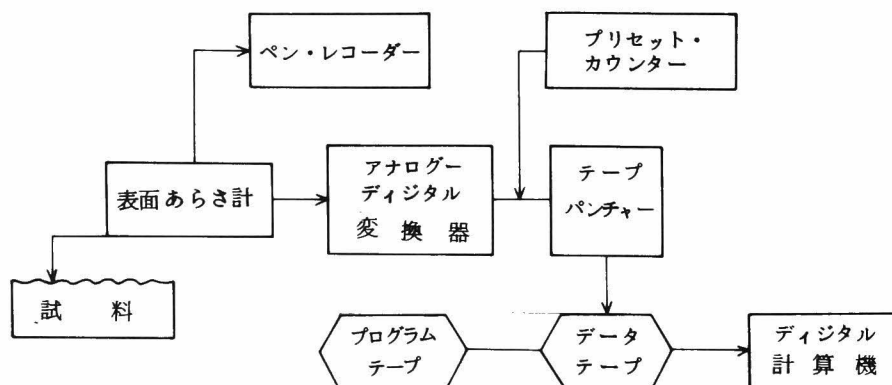 ペン・レコーダー
プリセット・
カウンター
表面あらさ計
アナログー
ディジタル
変換器
テープ
パンチャー
試料
プログラム
テープ
データ
テープ
ディジタル
計算機